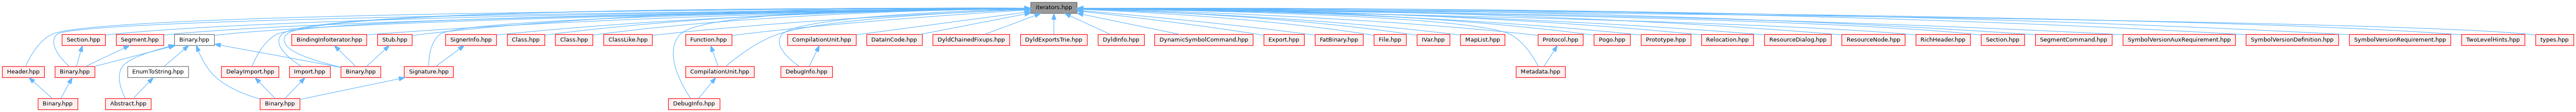 iterators.hpp
Section.hpp
Segment.hpp
Binary.hpp
BindingInfoIterator.hpp
Stub.hpp
SignerInfo.hpp
Class.hpp
Class.hpp
ClassLike.hpp
Function.hpp
CompilationUnit.hpp
DataInCode.hpp
DyldChainedFixups.hpp
DyldExportsTrie.hpp
DyldInfo.hpp
DynamicSymbolCommand.hpp
Export.hpp
FatBinary.hpp
File.hpp
IVar.hpp
MapList.hpp
Protocol.hpp
Pogo.hpp
Prototype.hpp
Relocation.hpp
ResourceDialog.hpp
ResourceNode.hpp
RichHeader.hpp
Section.hpp
SegmentCommand.hpp
SymbolVersionAuxRequirement.hpp
SymbolVersionDefinition.hpp
SymbolVersionRequirement.hpp
TwoLevelHints.hpp
types.hpp
Header.hpp
Binary.hpp
EnumToString.hpp
DelayImport.hpp
Import.hpp
Binary.hpp
Signature.hpp
CompilationUnit.hpp
DebugInfo.hpp
Metadata.hpp
Binary.hpp
Abstract.hpp
Binary.hpp
DebugInfo.hpp